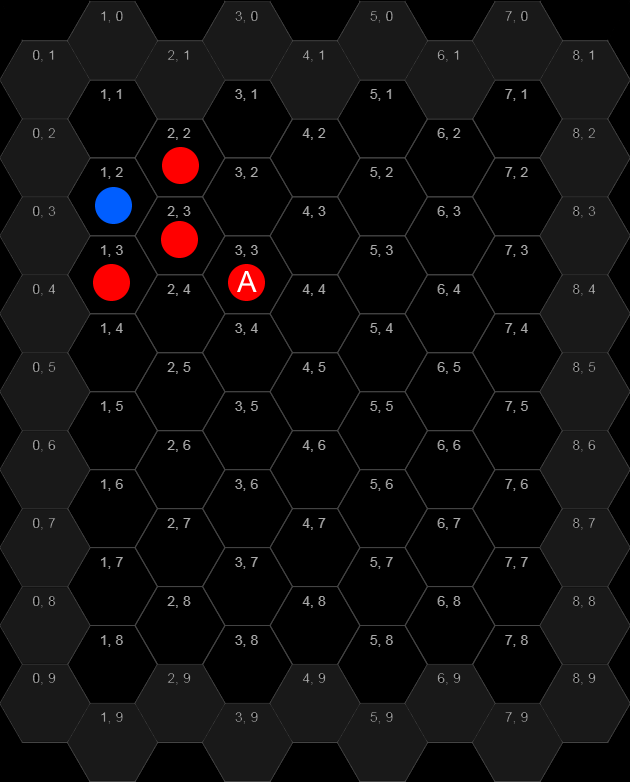 1, 0 3, 0 5, 0 7, 0
0, 1 2, 1 4, 1 6, 1 8, 1
1, 1 3, 1 5, 1 7, 1
0, 2 2, 2 4, 2 6, 2 8, 2
1, 2 3, 2 5, 2 7, 2
0, 3 2, 3 4, 3 6, 3 8, 3
1, 3 3, 3 5, 3 7, 3
A
0, 4 2, 4 4, 4 6, 4 8, 4
1, 4 3, 4 5, 4 7, 4
0, 5 2, 5 4, 5 6, 5 8, 5
1, 5 3, 5 5, 5 7, 5
0, 6 2, 6 4, 6 6, 6 8, 6
1, 6 3, 6 5, 6 7, 6
0, 7 2, 7 4, 7 6, 7 8, 7
1, 7 3, 7 5, 7 7, 7
0, 8 2, 8 4, 8 6, 8 8, 8
1, 8 3, 8 5, 8 7, 8
0, 9 2, 9 4, 9 6, 9 8, 9
1, 9 3, 9 5, 9 7, 9